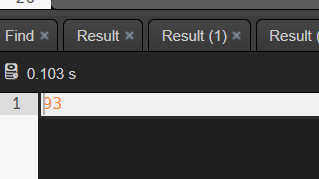 Find × Result × Result (1) × Result (
0.103 s
1 93